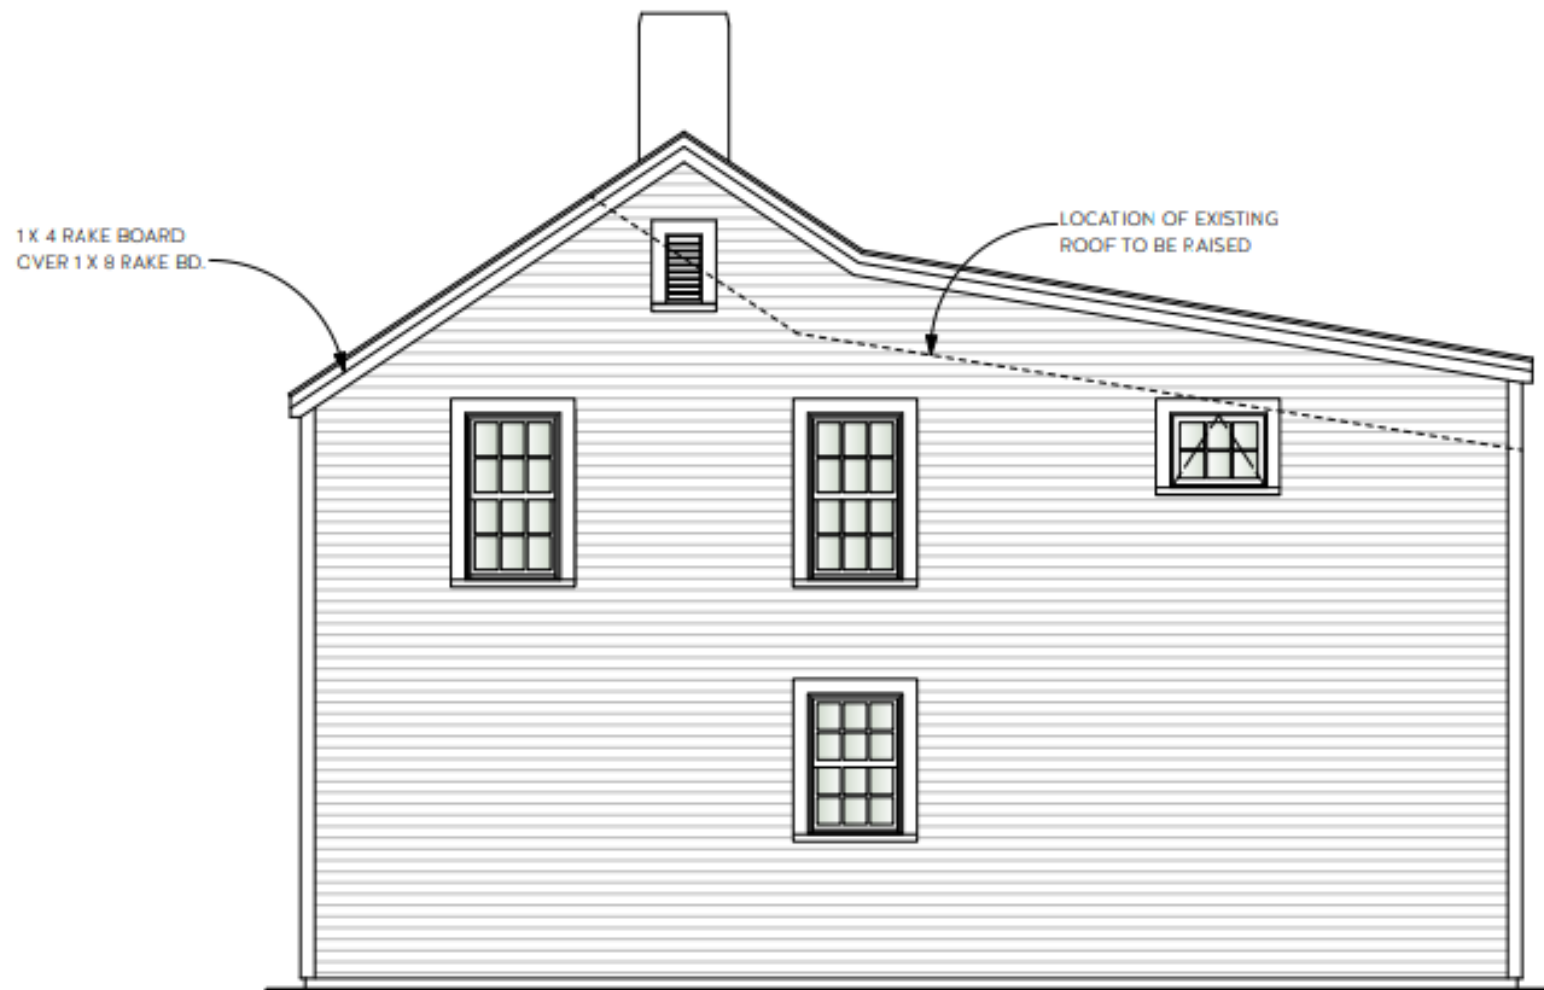 1 X 4 RAKE BOARD
OVER 1 X 8 RAKE BD.
LOCATION OF EXISTING
ROOF TO BE RAISED